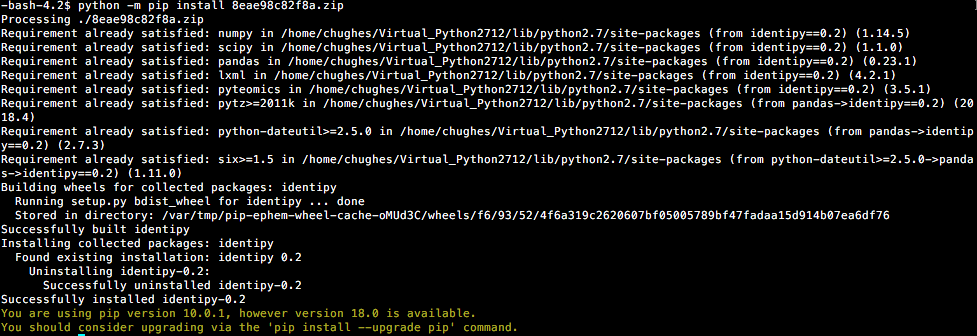 -bash-4.2$ python -m pip install 8eae98c82f8a.zip
Processing ./8eae98c82f8a.zip
Requirement already satisfied: numpy in /home/chughes/Virtual_Python2712/lib/python2.7/site-packages (from identipy==0.2) (1.14.5)
Requirement already satisfied: scipy in /home/chughes/Virtual_Python2712/lib/python2.7/site-packages (from identipy==0.2) (1.1.0)
Requirement already satisfied: pandas in /home/chughes/Virtual_Python2712/lib/python2.7/site-packages (from identipy==0.2) (0.23.1)
Requirement already satisfied: lxml in /home/chughes/Virtual_Python2712/lib/python2.7/site-packages (from identipy==0.2) (4.2.1)
Requirement already satisfied: pyteomics in /home/chughes/Virtual_Python2712/lib/python2.7/site-packages (from identipy==0.2) (3.5.1)
Requirement already satisfied: pytz>=2011k in /home/chughes/Virtual_Python2712/lib/python2.7/site-packages (from pandas->identipy==0.2) (20
18.4)
Requirement already satisfied: python-dateutil>=2.5.0 in /home/chughes/Virtual_Python2712/lib/python2.7/site-packages (from pandas->identip
y==0.2) (2.7.3)
Requirement already satisfied: six>=1.5 in /home/chughes/Virtual_Python2712/lib/python2.7/site-packages (from python-dateutil>=2.5.0->panda
s->identipy==0.2) (1.11.0)
Building wheels for collected packages: identipy
  Running setup.py bdist_wheel for identipy ... done
  Stored in directory: /var/tmp/pip-ephem-wheel-cache-oMUd3C/wheels/f6/93/52/4f6a319c2620607bf05005789bf47fadaa15d914b07ea6df76
Successfully built identipy
Installing collected packages: identipy
  Found existing installation: identipy 0.2
    Uninstalling identipy-0.2:
      Successfully uninstalled identipy-0.2
Successfully installed identipy-0.2
You are using pip version 10.0.1, however version 18.0 is available.
You should consider upgrading via the 'pip install --upgrade pip' command.